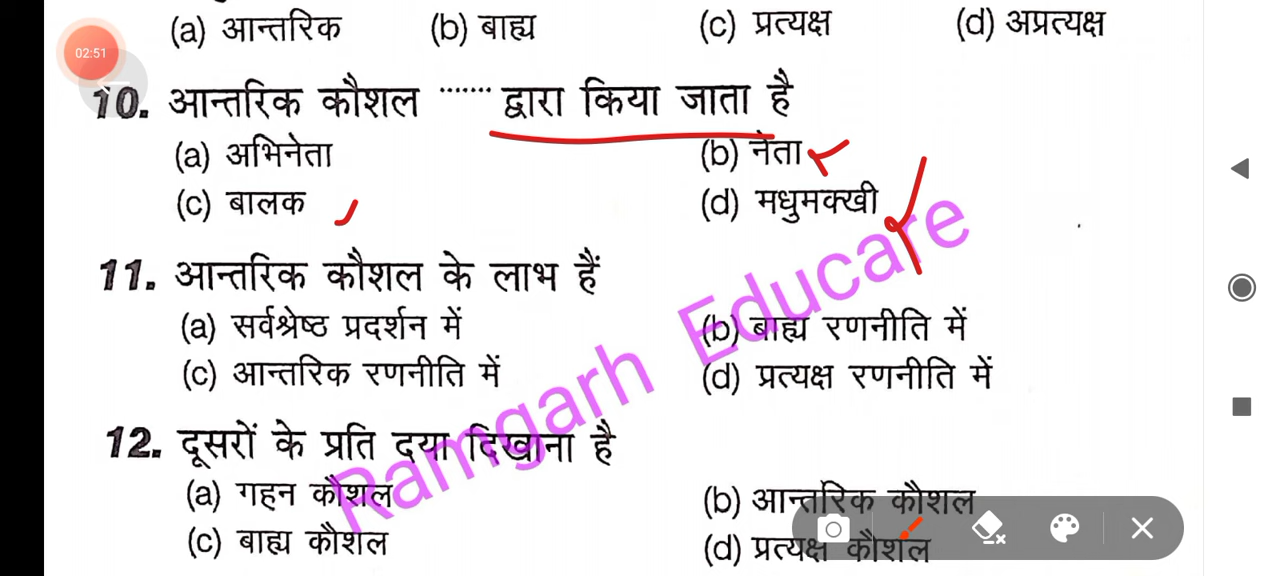 (a) आन्तरिक (b) बाह्य (c) प्रत्यक्ष (d) अप्रत्यक्ष
02:51
10. आन्तरिक कौशल ······· द्वारा किया जाता है
(a) अभिनेता (b) नेता
(c) बालक (d) मधुमक्खी
11. आन्तरिक कौशल के लाभ हैं
(a) सर्वश्रेष्ठ प्रदर्शन में (b) बाह्य रणनीति में
(c) आन्तरिक रणनीति में (d) प्रत्यक्ष रणनीति में
Ramgarh Educare
12. दूसरों के प्रति दया दिखाना है
(a) गहन कौशल (b) आन्तरिक कौशल
(c) बाह्य कौशल (d) प्रत्यक्ष कौशल